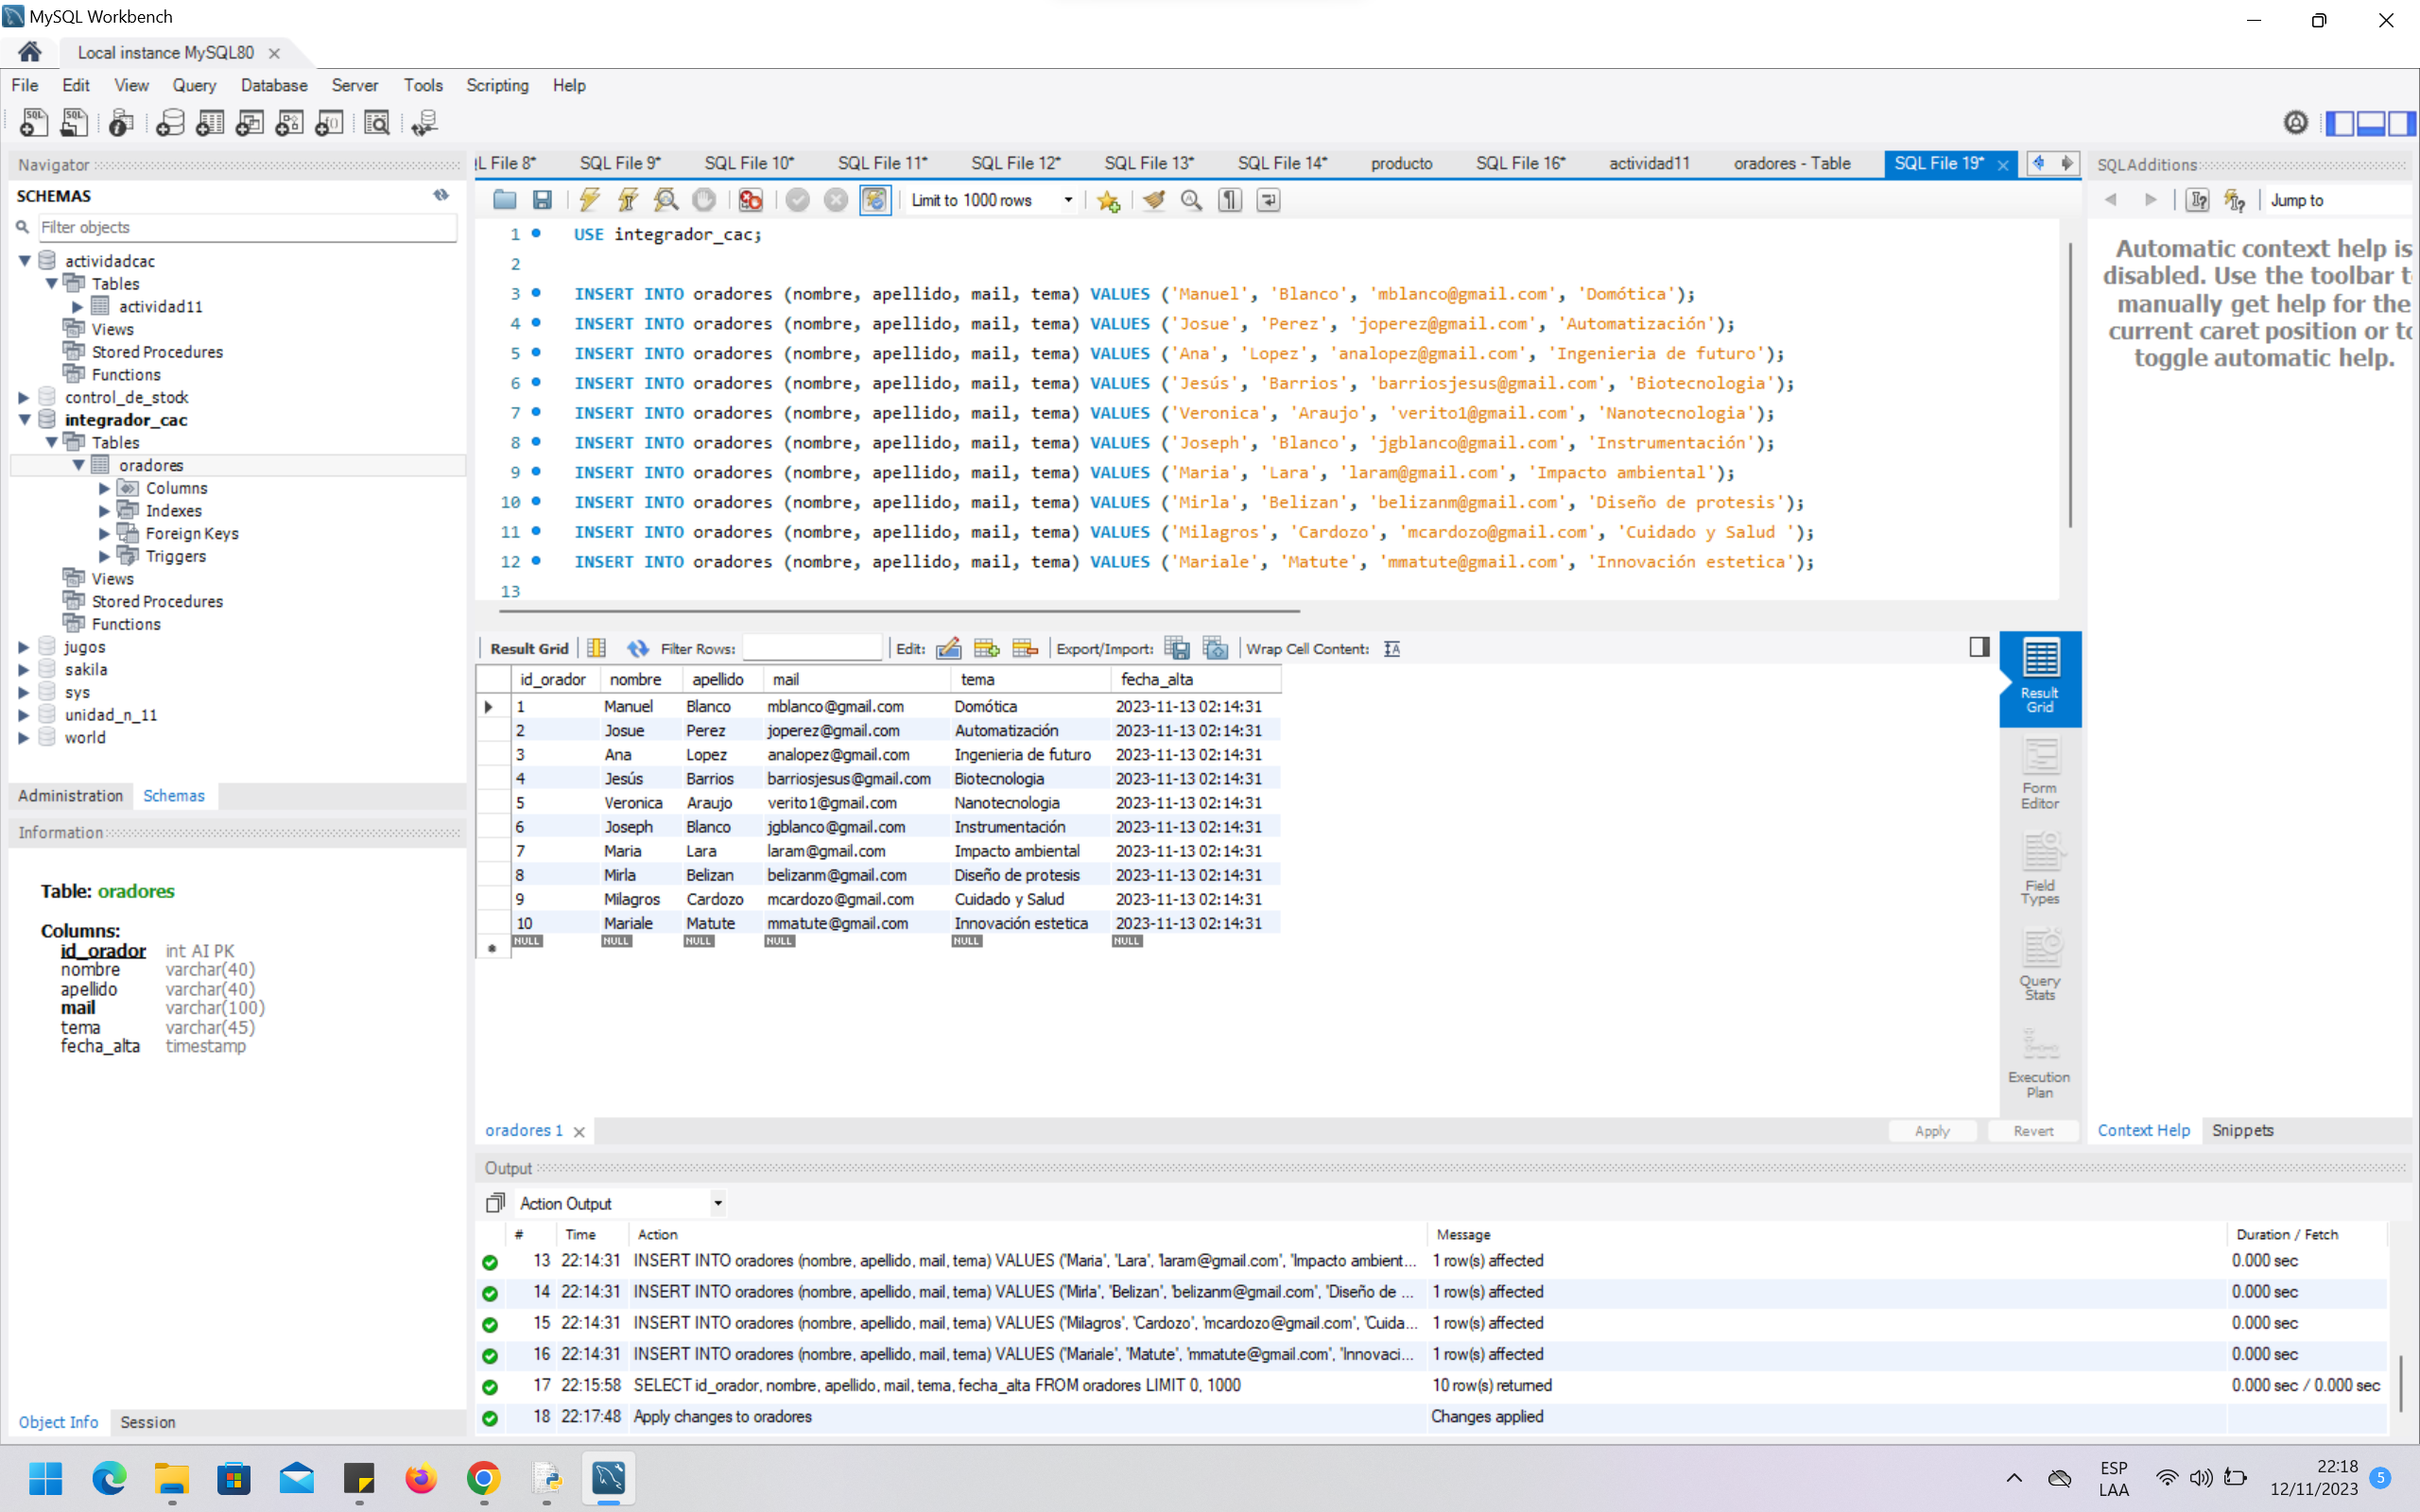 MySQL Workbench
Local instance MySQL80
File Edit View Query Database Server Tools Scripting Help
Navigator
SCHEMAS
Filter objects
actividadcac
Tables
actividad11
Views
Stored Procedures
Functions
control_de_stock
integrador_cac
Tables
oradores
Columns
Indexes
Foreign Keys
Triggers
Views
Stored Procedures
Functions
jugos
sakila
sys
unidad_n_11
world
Administration Schemas
Information
Table: oradores
Columns:
id_orador int AI PK
nombre varchar(40)
apellido varchar(40)
mail varchar(100)
tema varchar(45)
fecha_alta timestamp
Object Info Session
L File 8* SQL File 9* SQL File 10* SQL File 11* SQL File 12* SQL File 13* SQL File 14* producto SQL File 16* actividad11 oradores - Table SQL File 19*
Limit to 1000 rows
1 USE integrador_cac;
2
3 INSERT INTO oradores (nombre, apellido, mail, tema) VALUES ('Manuel', 'Blanco', 'mblanco@gmail.com', 'Domótica');
4 INSERT INTO oradores (nombre, apellido, mail, tema) VALUES ('Josue', 'Perez', 'joperez@gmail.com', 'Automatización');
5 INSERT INTO oradores (nombre, apellido, mail, tema) VALUES ('Ana', 'Lopez', 'analopez@gmail.com', 'Ingenieria de futuro');
6 INSERT INTO oradores (nombre, apellido, mail, tema) VALUES ('Jesús', 'Barrios', 'barriosjesus@gmail.com', 'Biotecnologia');
7 INSERT INTO oradores (nombre, apellido, mail, tema) VALUES ('Veronica', 'Araujo', 'verito1@gmail.com', 'Nanotecnologia');
8 INSERT INTO oradores (nombre, apellido, mail, tema) VALUES ('Joseph', 'Blanco', 'jgblanco@gmail.com', 'Instrumentación');
9 INSERT INTO oradores (nombre, apellido, mail, tema) VALUES ('Maria', 'Lara', 'laram@gmail.com', 'Impacto ambiental');
10 INSERT INTO oradores (nombre, apellido, mail, tema) VALUES ('Mirla', 'Belizan', 'belizanm@gmail.com', 'Diseño de protesis');
11 INSERT INTO oradores (nombre, apellido, mail, tema) VALUES ('Milagros', 'Cardozo', 'mcardozo@gmail.com', 'Cuidado y Salud ');
12 INSERT INTO oradores (nombre, apellido, mail, tema) VALUES ('Mariale', 'Matute', 'mmatute@gmail.com', 'Innovación estetica');
13
Result Grid Filter Rows: Edit: Export/Import: Wrap Cell Content:
id_orador nombre apellido mail tema fecha_alta
1 Manuel Blanco mblanco@gmail.com Domótica 2023-11-13 02:14:31
2 Josue Perez joperez@gmail.com Automatización 2023-11-13 02:14:31
3 Ana Lopez analopez@gmail.com Ingenieria de futuro 2023-11-13 02:14:31
4 Jesús Barrios barriosjesus@gmail.com Biotecnologia 2023-11-13 02:14:31
5 Veronica Araujo verito1@gmail.com Nanotecnologia 2023-11-13 02:14:31
6 Joseph Blanco jgblanco@gmail.com Instrumentación 2023-11-13 02:14:31
7 Maria Lara laram@gmail.com Impacto ambiental 2023-11-13 02:14:31
8 Mirla Belizan belizanm@gmail.com Diseño de protesis 2023-11-13 02:14:31
9 Milagros Cardozo mcardozo@gmail.com Cuidado y Salud 2023-11-13 02:14:31
10 Mariale Matute mmatute@gmail.com Innovación estetica 2023-11-13 02:14:31
NULL NULL NULL NULL NULL NULL
Result
Grid
Form
Editor
Field
Types
Query
Stats
Execution
Plan
oradores 1
Apply Revert
SQLAdditions
Jump to
Automatic context help is
disabled. Use the toolbar t
manually get help for the
current caret position or to
toggle automatic help.
Context Help Snippets
Output
Action Output
# Time Action Message Duration / Fetch
13 22:14:31 INSERT INTO oradores (nombre, apellido, mail, tema) VALUES ('Maria', 'Lara', 'laram@gmail.com', 'Impacto ambient... 1 row(s) affected 0.000 sec
14 22:14:31 INSERT INTO oradores (nombre, apellido, mail, tema) VALUES ('Mirla', 'Belizan', 'belizanm@gmail.com', 'Diseño de ... 1 row(s) affected 0.000 sec
15 22:14:31 INSERT INTO oradores (nombre, apellido, mail, tema) VALUES ('Milagros', 'Cardozo', 'mcardozo@gmail.com', 'Cuida... 1 row(s) affected 0.000 sec
16 22:14:31 INSERT INTO oradores (nombre, apellido, mail, tema) VALUES ('Mariale', 'Matute', 'mmatute@gmail.com', 'Innovaci... 1 row(s) affected 0.000 sec
17 22:15:58 SELECT id_orador, nombre, apellido, mail, tema, fecha_alta FROM oradores LIMIT 0, 1000 10 row(s) returned 0.000 sec / 0.000 sec
18 22:17:48 Apply changes to oradores Changes applied
ESP
LAA
22:18
12/11/2023
5